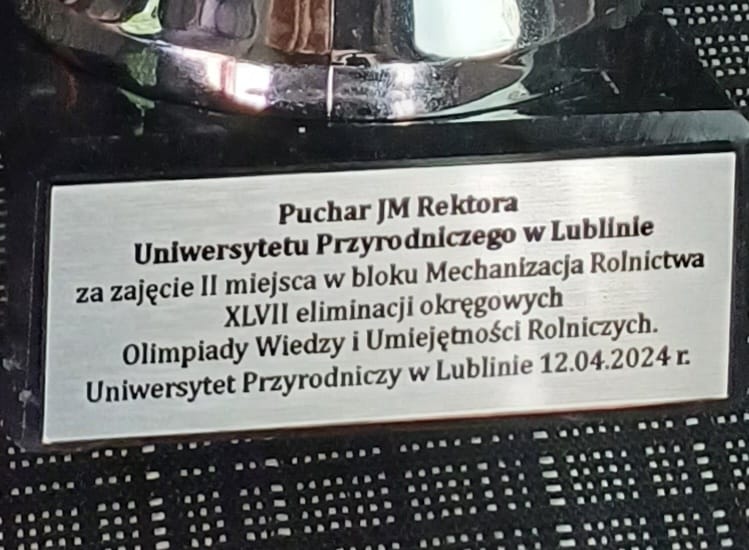 Puchar JM Rektora
Uniwersytetu Przyrodniczego w Lublinie
za zajęcie II miejsca w bloku Mechanizacja Rolnictwa
XLVII eliminacji okręgowych
Olimpiady Wiedzy i Umiejętności Rolniczych.
Uniwersytet Przyrodniczy w Lublinie 12.04.2024 r.